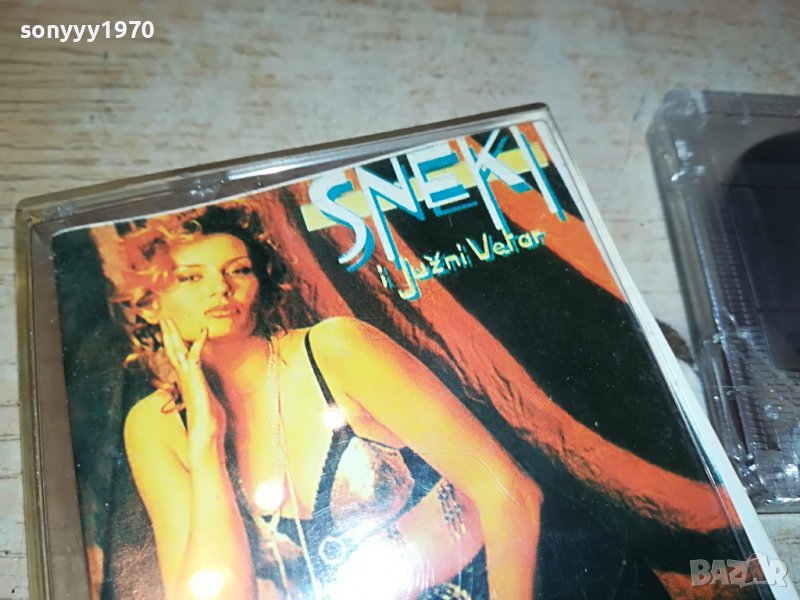 sonyyy1970
SNEKI
i Južni Vetar
BAZAR